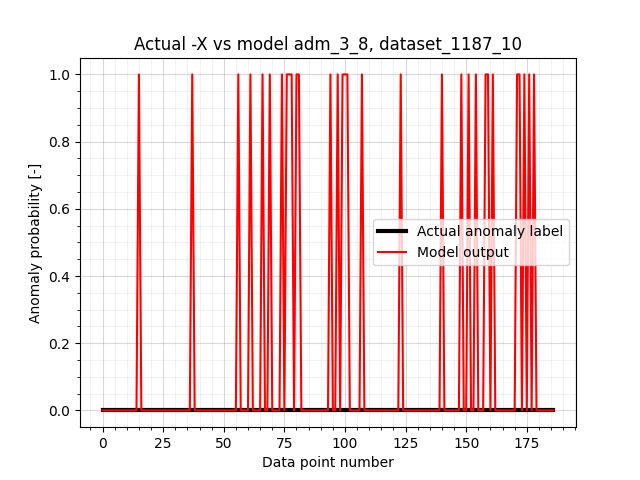 Actual -X vs model adm_3_8, dataset_1187_10
Anomaly probability [-]
1.0
0.8
0.6
0.4
0.2
0.0
Actual anomaly label
Model output
0 25 50 75 100 125 150 175
Data point number